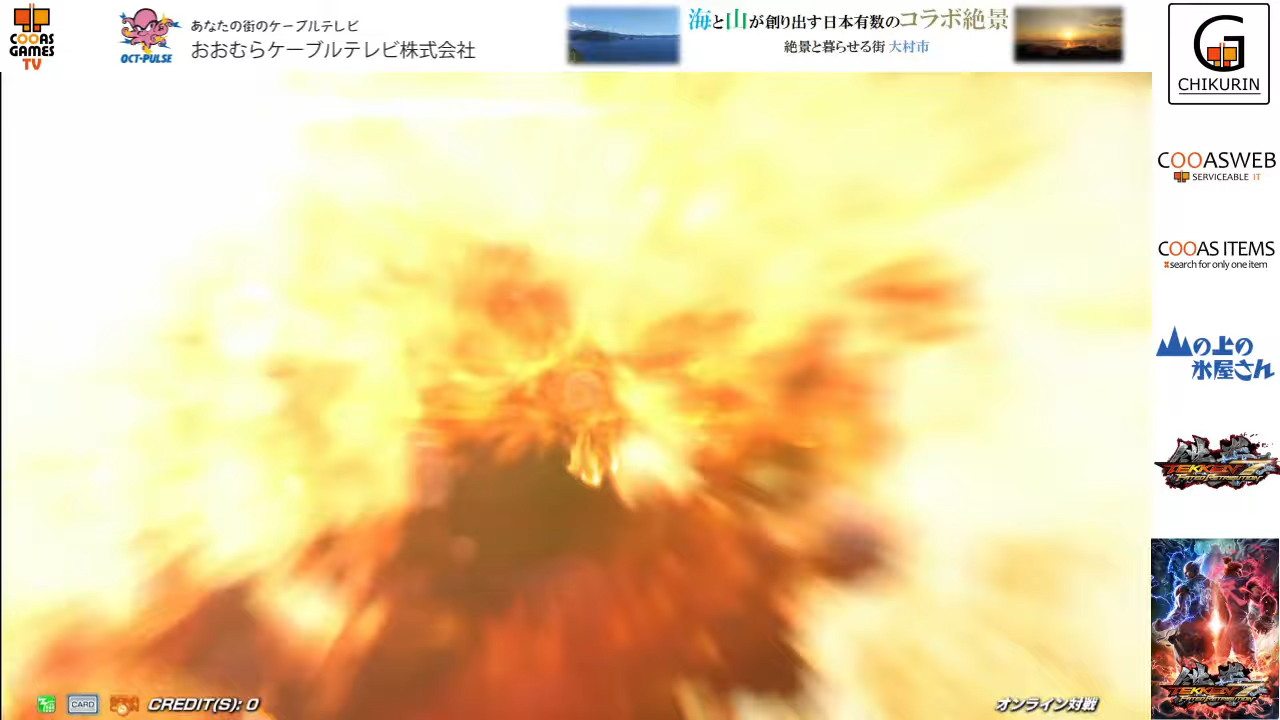 COOAS
GAMES
TV
OCT-PULSE
あなたの街のケーブルテレビ
おおむらケーブルテレビ株式会社
海と山が創り出す日本有数のコラボ絶景
絶景と暮らせる街 大村市
G
CHIKURIN
COOASWEB
SERVICEABLE IT
COOAS ITEMS
search for only one item
山の上の
氷屋さん
鉄拳
TEKKEN 7
FATED RETRIBUTION
鉄拳
TEKKEN 7
FATED RETRIBUTION
CARD
CREDIT(S): 0
オンライン対戦